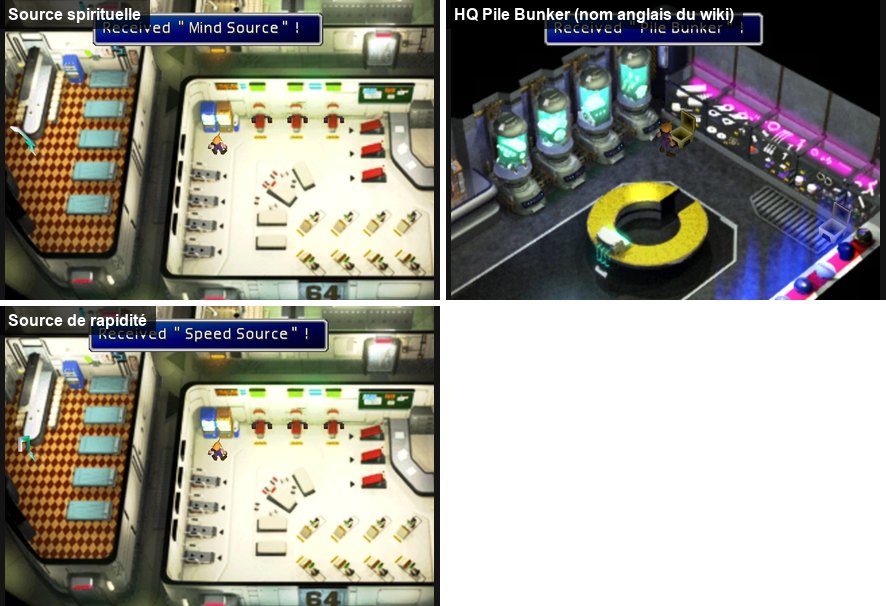 Source spirituelle
Received "Mind Source" !
64
HQ Pile Bunker (nom anglais du wiki)
Received "Pile Bunker" !
Source de rapidité
Received "Speed Source" !
64